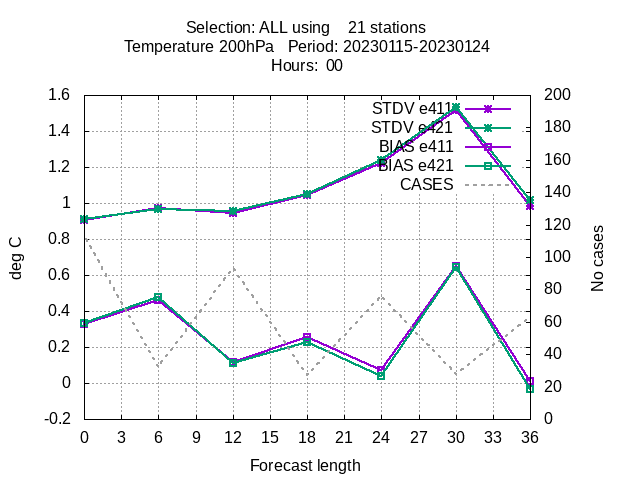 Selection: ALL using 21 stations
Temperature 200hPa Period: 20230115-20230124
Hours: 00
STDV e411
STDV e421
BIAS e411
BIAS e421
CASES
deg C
1.6
1.4
1.2
1
0.8
0.6
0.4
0.2
0
-0.2
200
180
160
140
120
100
80
60
40
20
0
No cases
0 3 6 9 12 15 18 21 24 27 30 33 36
Forecast length